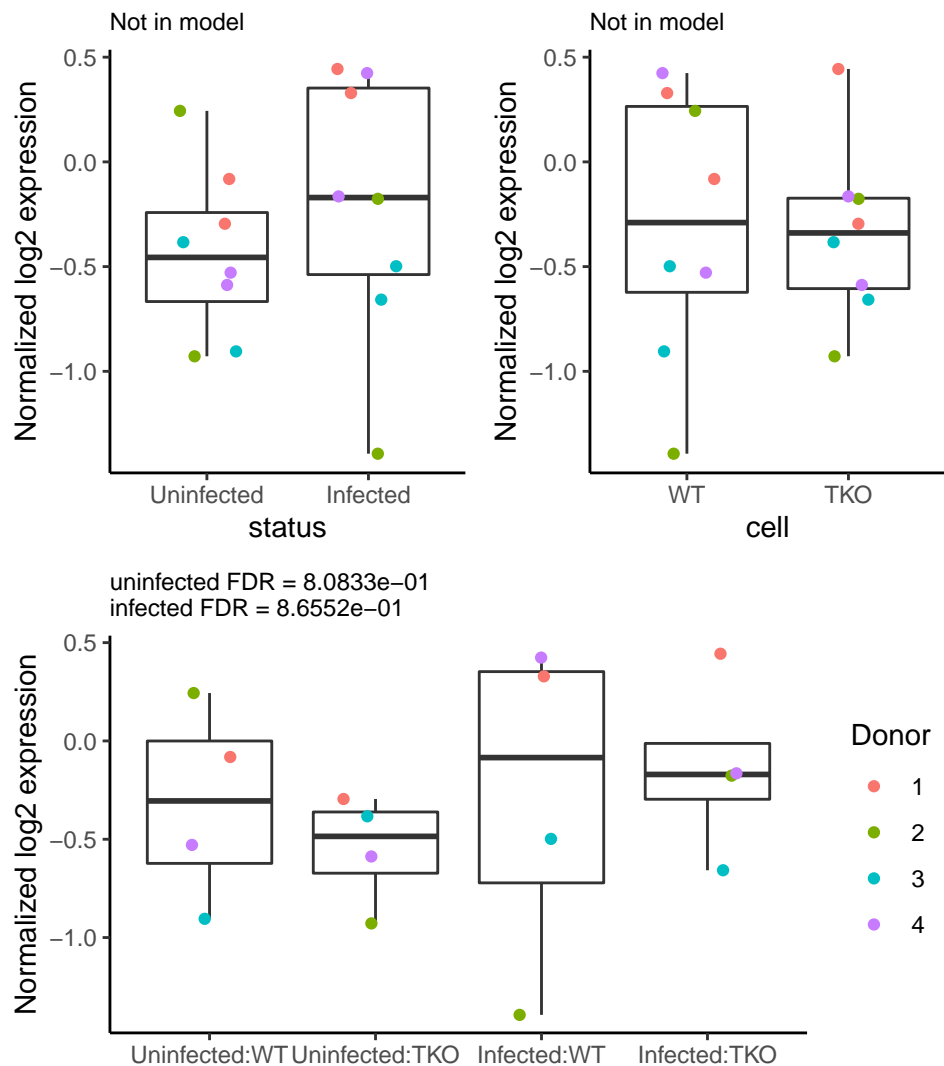 Not in model
Normalized log2 expression
0.5
0.0
−0.5
−1.0
Uninfected Infected
status
Not in model
Normalized log2 expression
0.5
0.0
−0.5
−1.0
WT TKO
cell
uninfected FDR = 8.0833e−01
infected FDR = 8.6552e−01
Normalized log2 expression
0.5
0.0
−0.5
−1.0
Uninfected:WT Uninfected:TKO Infected:WT Infected:TKO
Donor
1
2
3
4